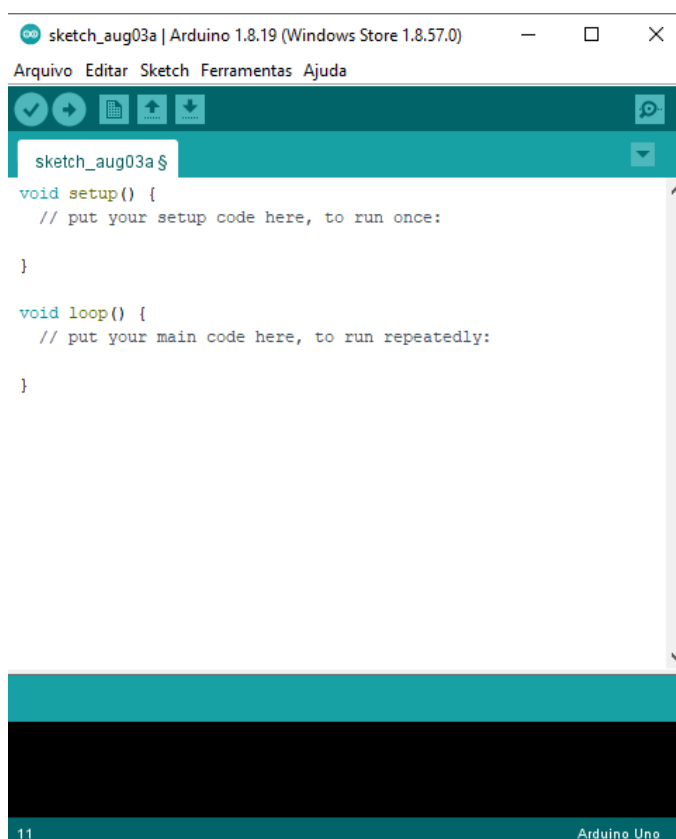 sketch_aug03a | Arduino 1.8.19 (Windows Store 1.8.57.0)
Arquivo Editar Sketch Ferramentas Ajuda
sketch_aug03a §
void setup() {
  // put your setup code here, to run once:
}
void loop() {
  // put your main code here, to run repeatedly:
}
11 Arduino Uno